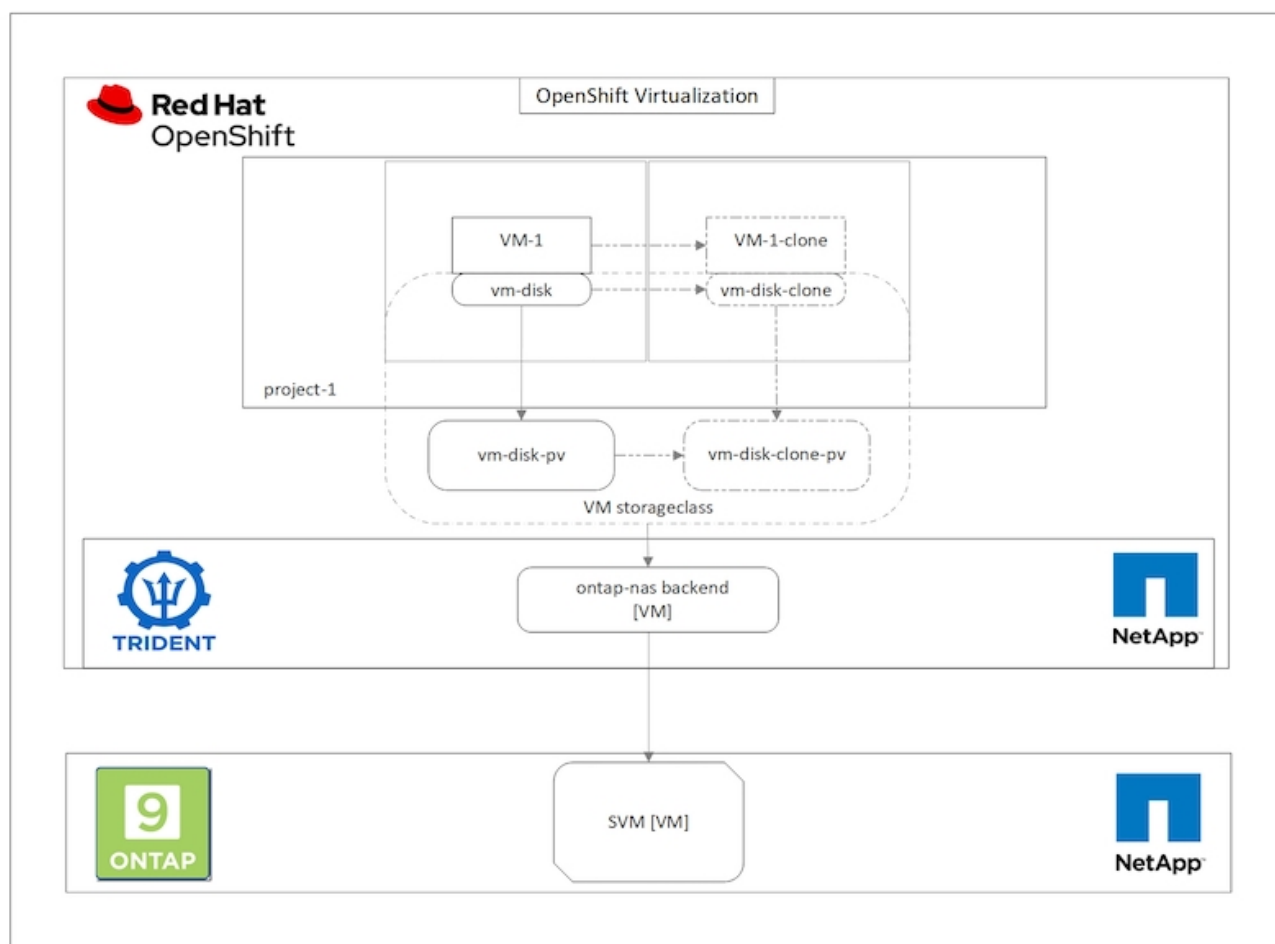 OpenShift Virtualization
Red Hat
OpenShift
VM-1
VM-1-clone
vm-disk
vm-disk-clone
project-1
vm-disk-pv
vm-disk-clone-pv
VM storageclass
ontap-nas backend
[VM]
TRIDENT
NetApp
9
ONTAP
SVM [VM]
NetApp